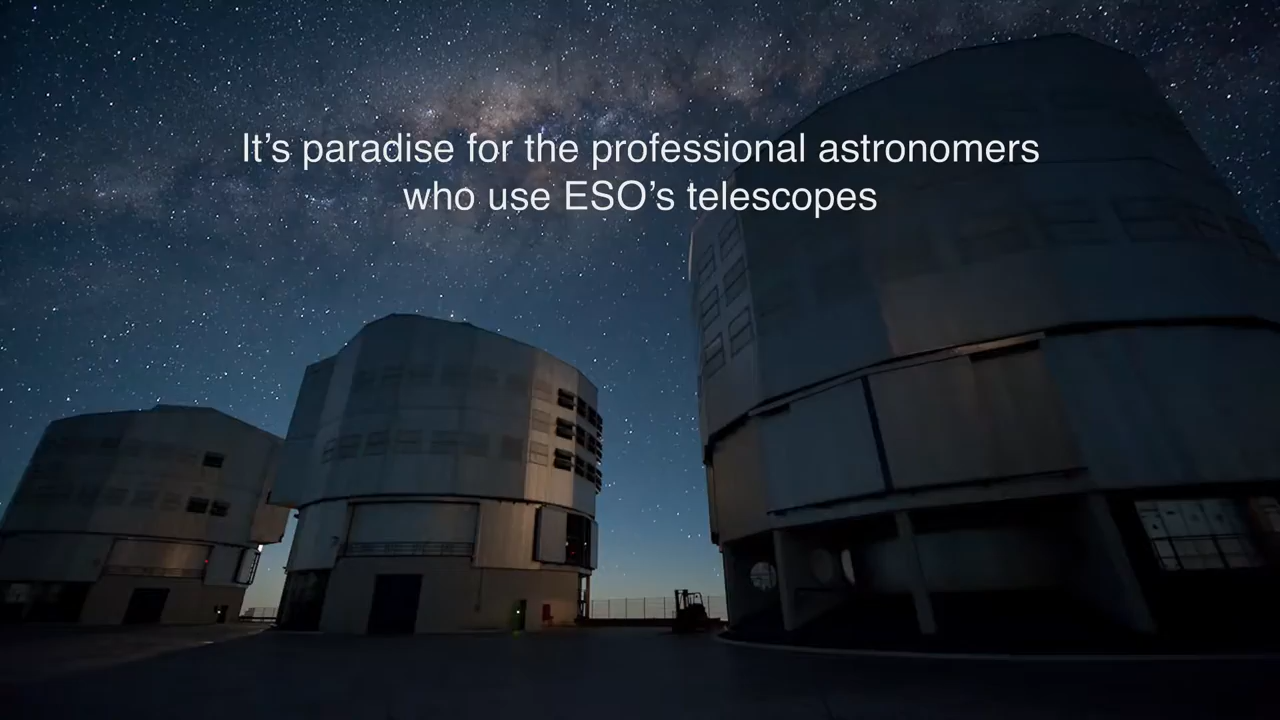 It’s paradise for the professional astronomers
who use ESO’s telescopes